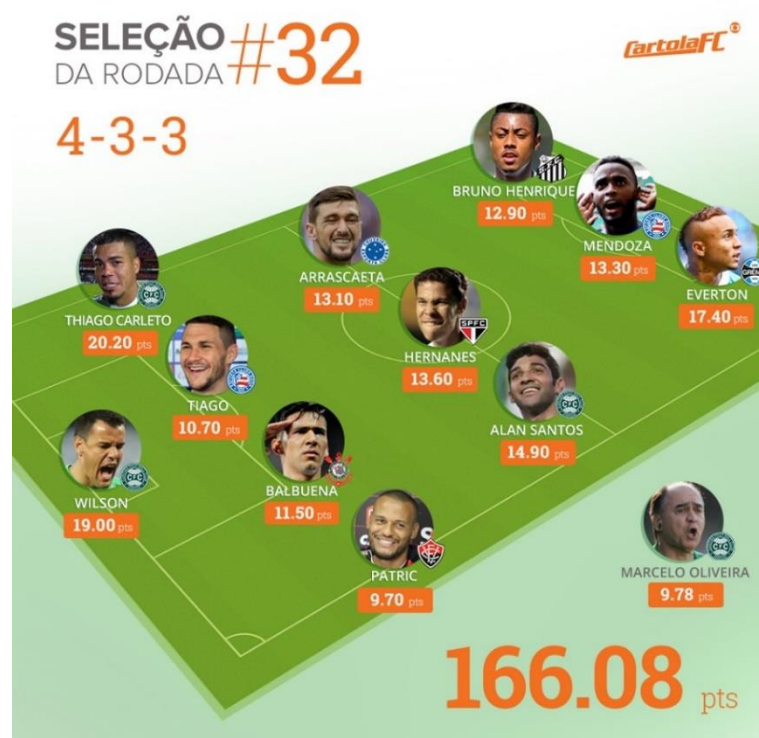 SELEÇÃO
DA RODADA #32
CartolaFC
4-3-3
BRUNO HENRIQUE
12.90 pts
MENDOZA
13.30 pts
EVERTON
17.40 pts
ARRASCAETA
13.10 pts
HERNANES
13.60 pts
SPFC
ALAN SANTOS
14.90 pts
THIAGO CARLETO
20.20 pts
TIAGO
10.70 pts
BALBUENA
11.50 pts
PATRIC
9.70 pts
WILSON
19.00 pts
MARCELO OLIVEIRA
9.78 pts
166.08 pts